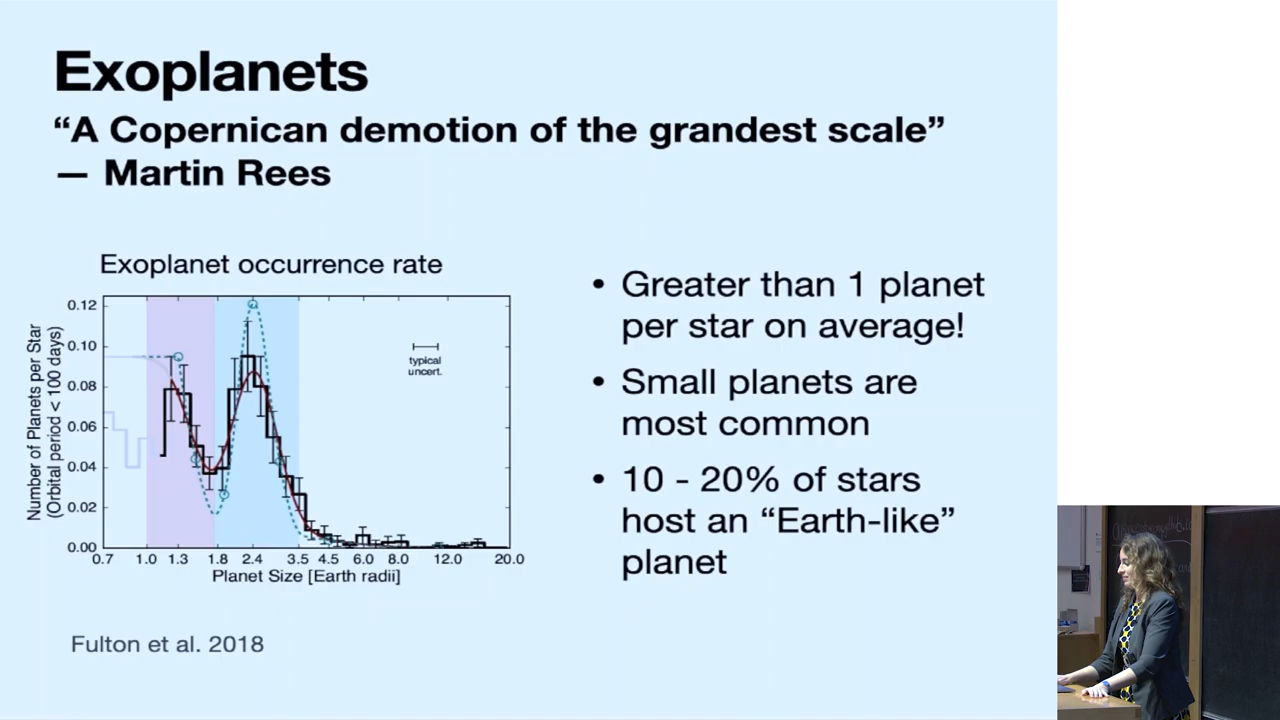 Exoplanets
“A Copernican demotion of the grandest scale”
— Martin Rees
Exoplanet occurrence rate
Number of Planets per Star
(Orbital period < 100 days)
0.12
0.10
0.08
0.06
0.04
0.02
0.00
typical
uncert.
0.7 1.0 1.3 1.8 2.4 3.5 4.5 6.0 8.0 12.0 20.0
Planet Size [Earth radii]
Fulton et al. 2018
• Greater than 1 planet
per star on average!
• Small planets are
most common
• 10 - 20% of stars
host an “Earth-like”
planet